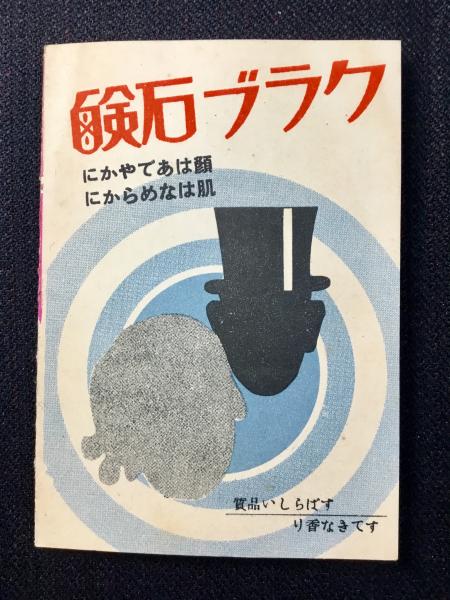 クラブ石鹸
顔はあでやかに
肌はなめらかに
すばらしい品質
すてきな香り